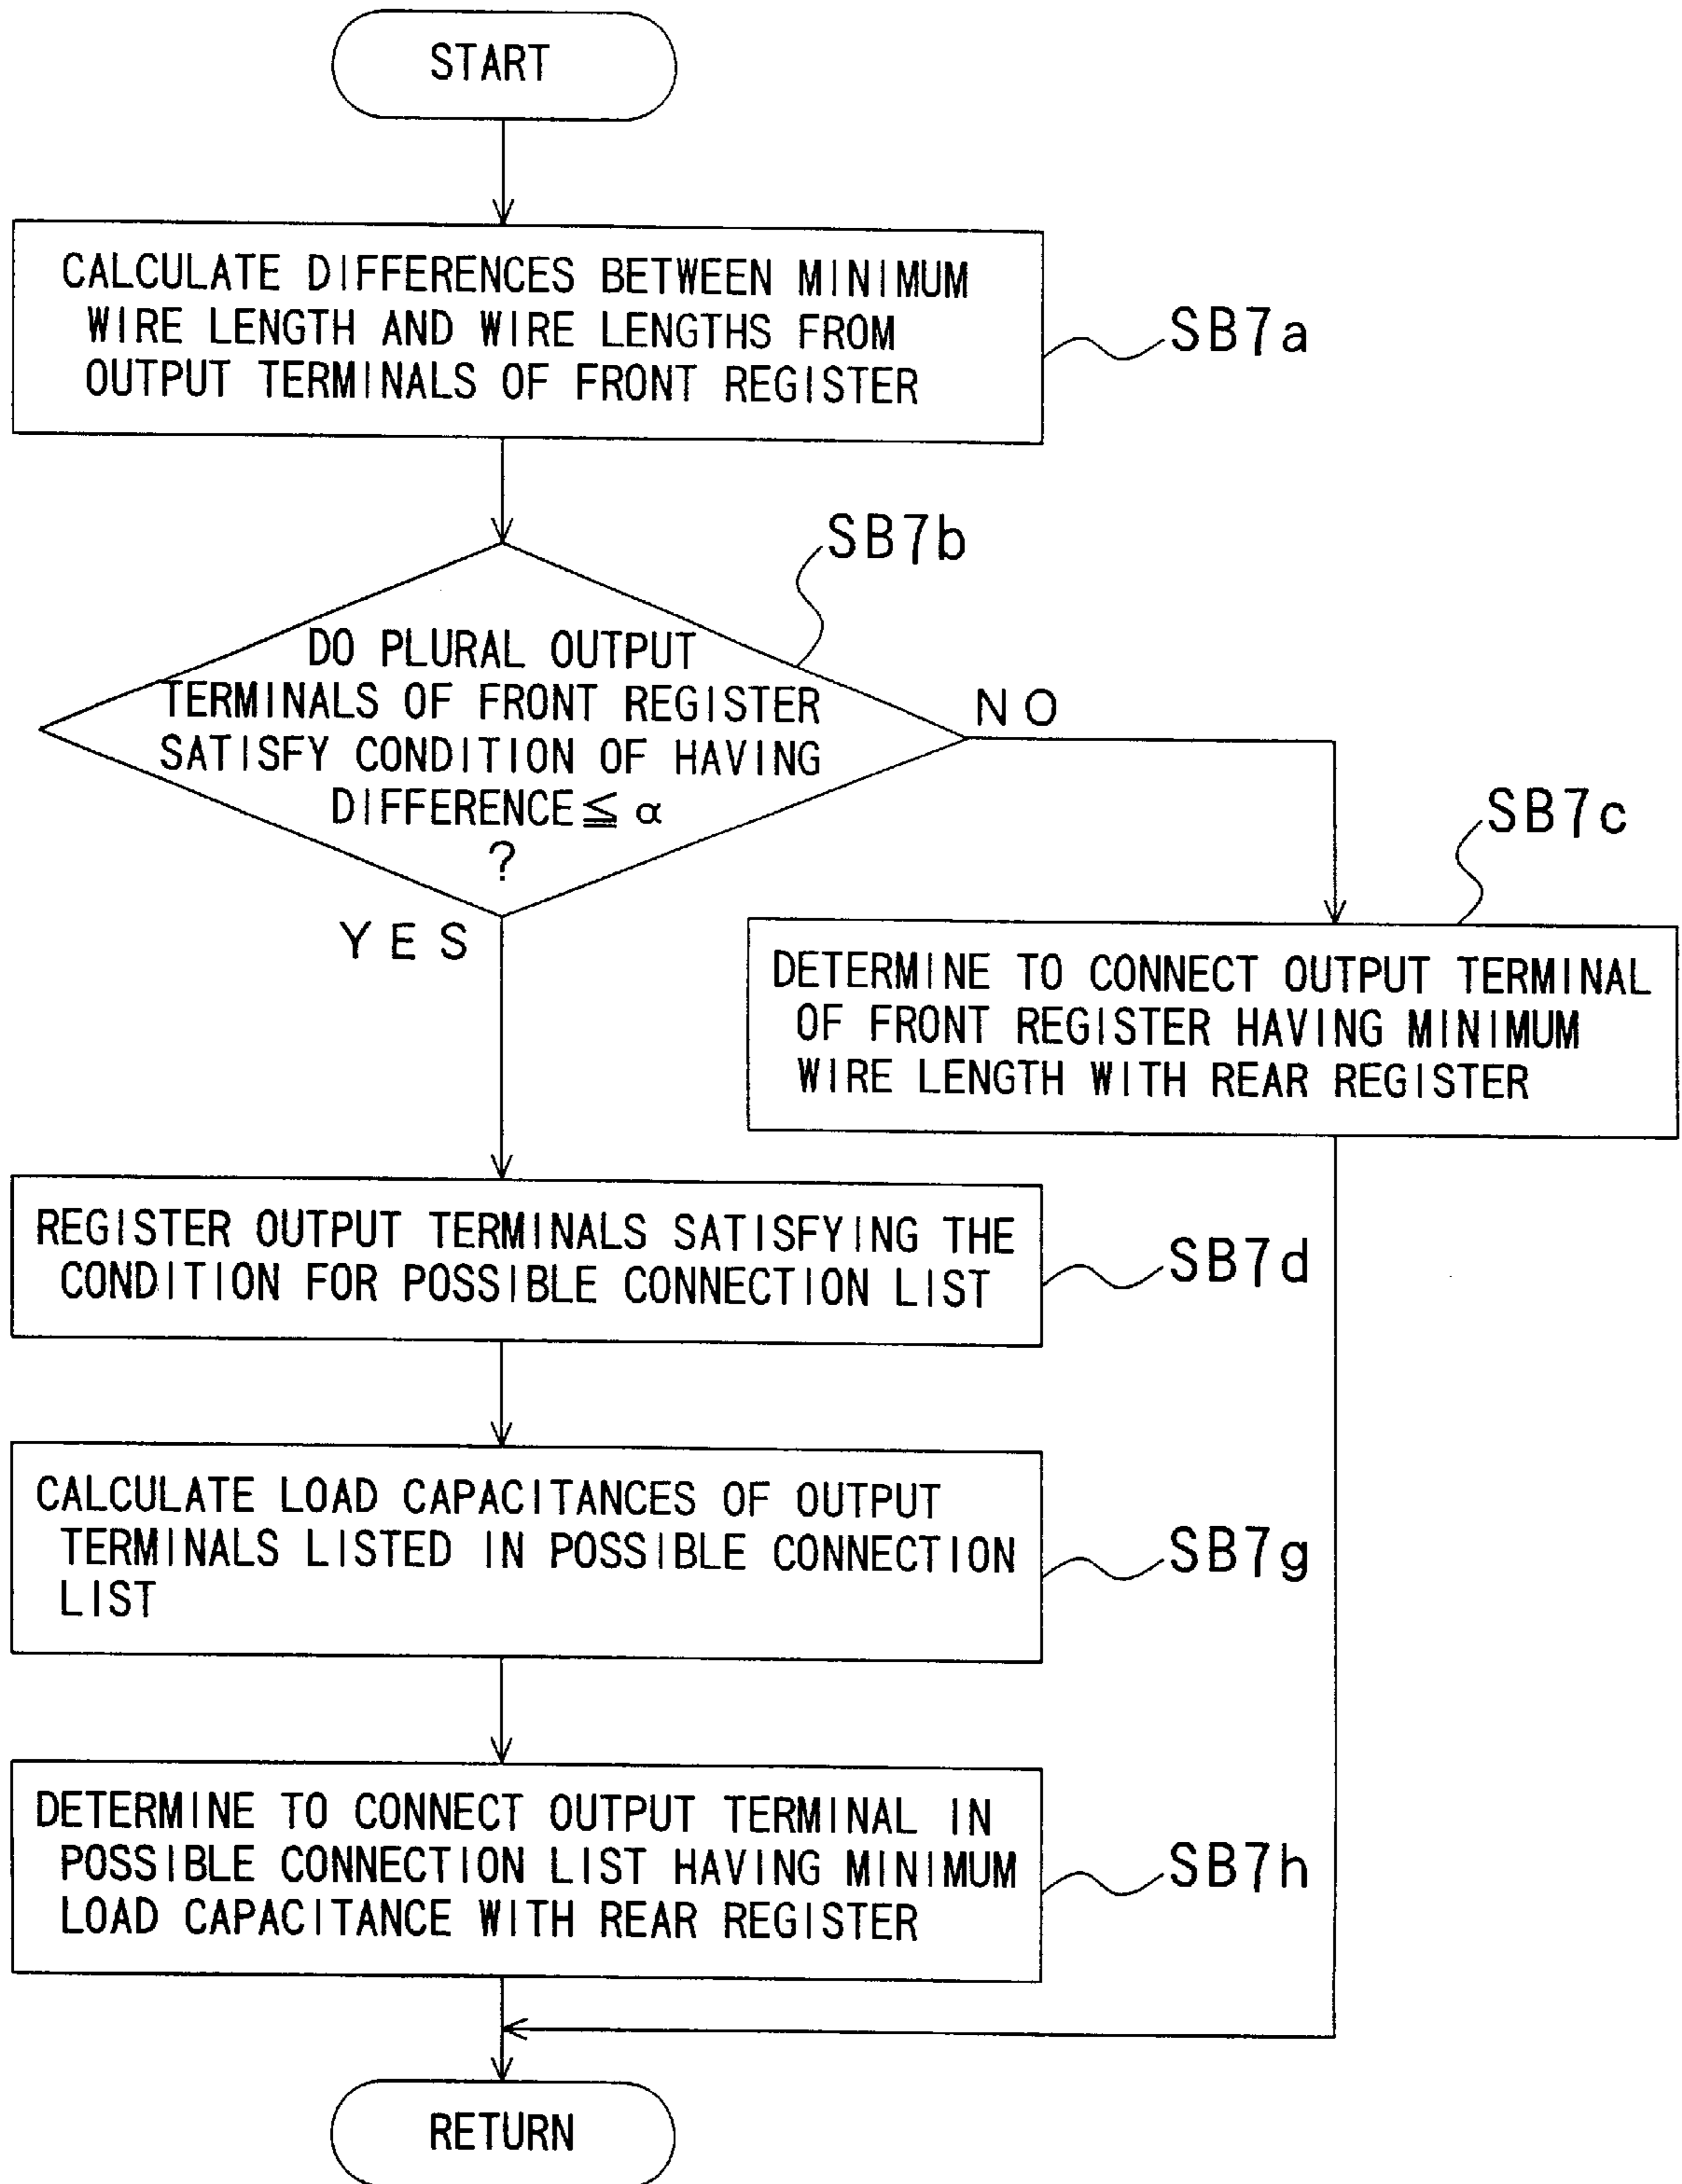 START
CALCULATE DIFFERENCES BETWEEN MINIMUM
WIRE LENGTH AND WIRE LENGTHS FROM
OUTPUT TERMINALS OF FRONT REGISTER
SB7a
SB7b
DO PLURAL OUTPUT
TERMINALS OF FRONT REGISTER
SATISFY CONDITION OF HAVING
DIFFERENCE≦ α
?
NO
YES
SB7c
DETERMINE TO CONNECT OUTPUT TERMINAL
OF FRONT REGISTER HAVING MINIMUM
WIRE LENGTH WITH REAR REGISTER
REGISTER OUTPUT TERMINALS SATISFYING THE
CONDITION FOR POSSIBLE CONNECTION LIST
SB7d
CALCULATE LOAD CAPACITANCES OF OUTPUT
TERMINALS LISTED IN POSSIBLE CONNECTION
LIST
SB7g
DETERMINE TO CONNECT OUTPUT TERMINAL IN
POSSIBLE CONNECTION LIST HAVING MINIMUM
LOAD CAPACITANCE WITH REAR REGISTER
SB7h
RETURN